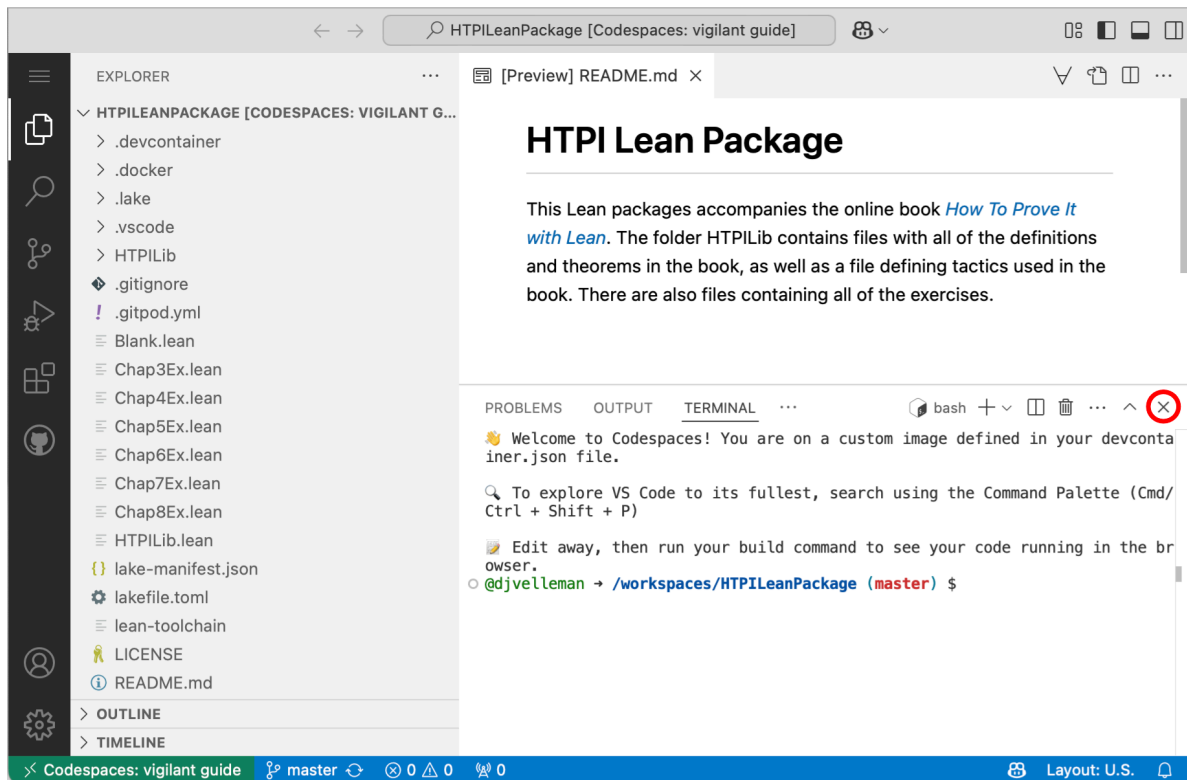 HTPILeanPackage [Codespaces: vigilant guide]
EXPLORER
HTPILEANPACKAGE [CODESPACES: VIGILANT G...
.devcontainer
.docker
.lake
.vscode
HTPILib
.gitignore
.gitpod.yml
Blank.lean
Chap3Ex.lean
Chap4Ex.lean
Chap5Ex.lean
Chap6Ex.lean
Chap7Ex.lean
Chap8Ex.lean
HTPILib.lean
lake-manifest.json
lakefile.toml
lean-toolchain
LICENSE
README.md
OUTLINE
TIMELINE
[Preview] README.md
HTPI Lean Package
This Lean packages accompanies the online book How To Prove It
with Lean. The folder HTPILib contains files with all of the definitions
and theorems in the book, as well as a file defining tactics used in the
book. There are also files containing all of the exercises.
PROBLEMS OUTPUT TERMINAL ... bash
👋 Welcome to Codespaces! You are on a custom image defined in your devconta
iner.json file.
🔍 To explore VS Code to its fullest, search using the Command Palette (Cmd/
Ctrl + Shift + P)
📝 Edit away, then run your build command to see your code running in the br
owser.
@djvelleman → /workspaces/HTPILeanPackage (master) $
Codespaces: vigilant guide master 0 0 0 Layout: U.S.